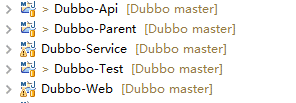 > Dubbo-Api [Dubbo master]
> Dubbo-Parent [Dubbo master]
Dubbo-Service [Dubbo master]
> Dubbo-Test [Dubbo master]
Dubbo-Web [Dubbo master]